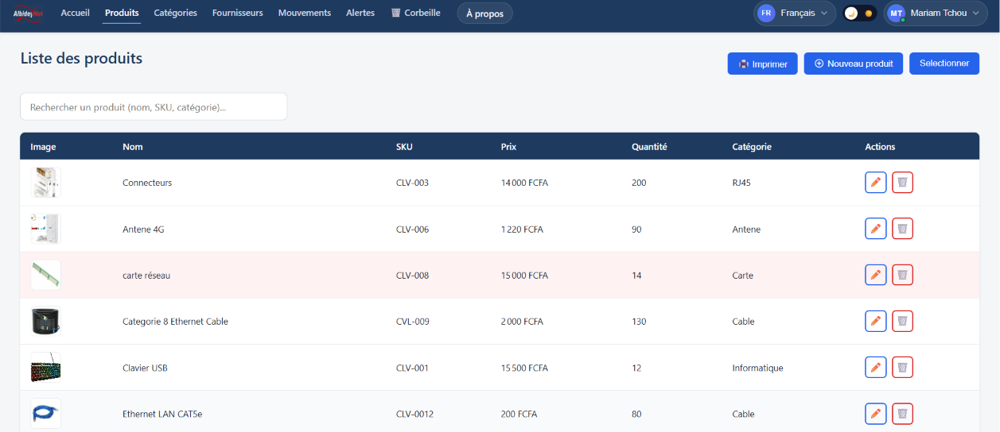 AlbideyNet Accueil Produits Catégories Fournisseurs Mouvements Alertes Corbeille À propos FR Français MT Mariam Tchou
Liste des produits
Imprimer Nouveau produit Selectionner
Rechercher un produit (nom, SKU, catégorie)...
Image Nom SKU Prix Quantité Catégorie Actions
Connecteurs CLV-003 14 000 FCFA 200 RJ45
Antene 4G CLV-006 1 220 FCFA 90 Antene
carte réseau CLV-008 15 000 FCFA 14 Carte
Categorie 8 Ethernet Cable CVL-009 2 000 FCFA 130 Cable
Clavier USB CLV-001 15 500 FCFA 12 Informatique
Ethernet LAN CAT5e CLV-0012 200 FCFA 80 Cable